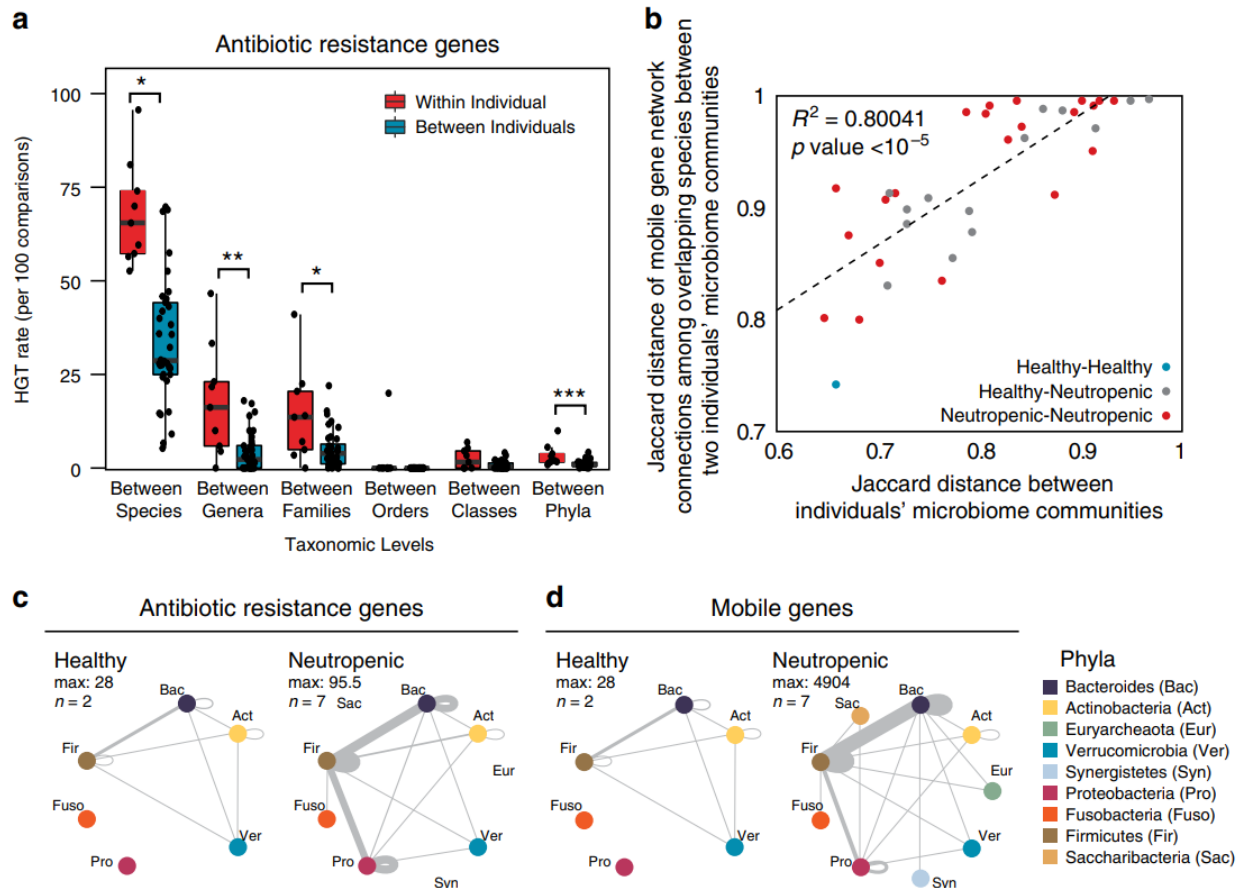 a
Antibiotic resistance genes
HGT rate (per 100 comparisons)
100
75
50
25
0
*
**
*
***
Within Individual
Between Individuals
Between Species
Between Genera
Between Families
Between Orders
Between Classes
Between Phyla
Taxonomic Levels
b
Jaccard distance of mobile gene network
connections among overlapping species between
two individuals' microbiome communities
1
0.9
0.8
0.7
R² = 0.80041
p value <10⁻⁵
Healthy-Healthy
Healthy-Neutropenic
Neutropenic-Neutropenic
0.6
0.7
0.8
0.9
1
Jaccard distance between
individuals' microbiome communities
c
Antibiotic resistance genes
Healthy
max: 28
n = 2
Bac
Act
Fir
Fuso
Ver
Pro
Neutropenic
max: 95.5
n = 7
Sac
Bac
Act
Fir
Eur
Fuso
Ver
Pro
Syn
d
Mobile genes
Healthy
max: 28
n = 2
Bac
Act
Fir
Fuso
Ver
Pro
Neutropenic
max: 4904
n = 7
Sac
Bac
Act
Fir
Eur
Fuso
Ver
Pro
Syn
Phyla
Bacteroides (Bac)
Actinobacteria (Act)
Euryarcheaota (Eur)
Verrucomicrobia (Ver)
Synergistetes (Syn)
Proteobacteria (Pro)
Fusobacteria (Fuso)
Firmicutes (Fir)
Saccharibacteria (Sac)